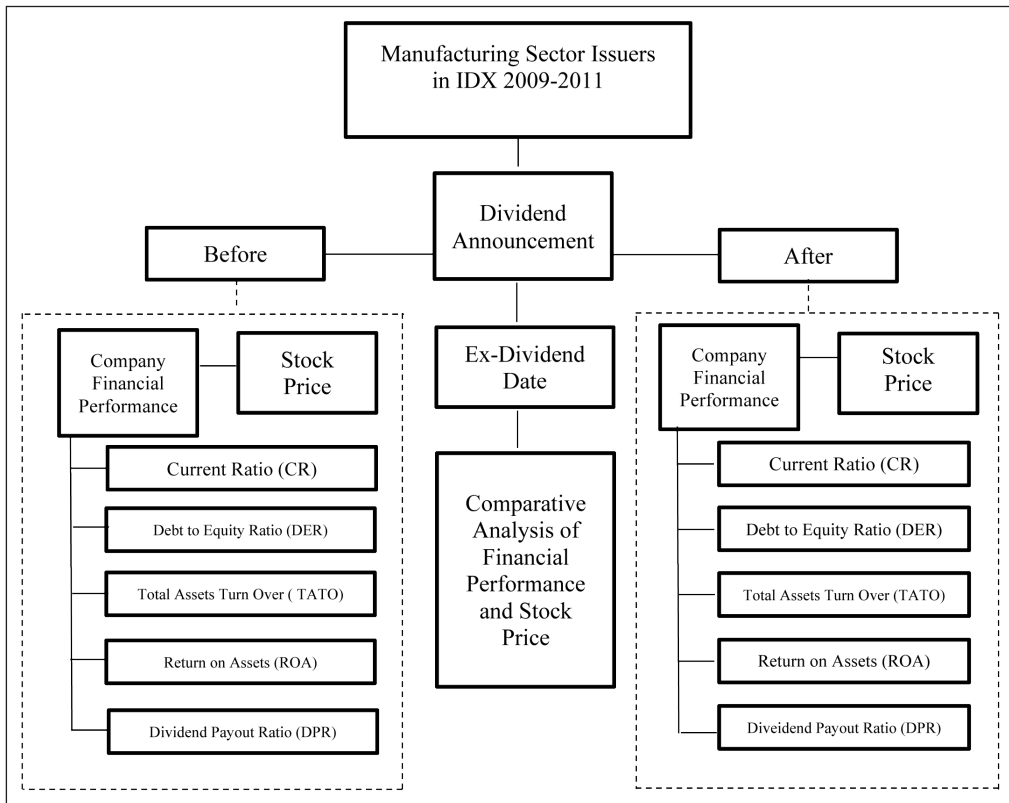 Manufacturing Sector Issuers
in IDX 2009-2011
Dividend
Announcement
Before
After
Company
Financial
Performance
Stock
Price
Ex-Dividend
Date
Company
Financial
Performance
Stock
Price
Current Ratio (CR)
Debt to Equity Ratio (DER)
Total Assets Turn Over ( TATO)
Return on Assets (ROA)
Dividend Payout Ratio (DPR)
Comparative
Analysis of
Financial
Performance
and Stock
Price
Current Ratio (CR)
Debt to Equity Ratio (DER)
Total Assets Turn Over (TATO)
Return on Assets (ROA)
Diveidend Payout Ratio (DPR)